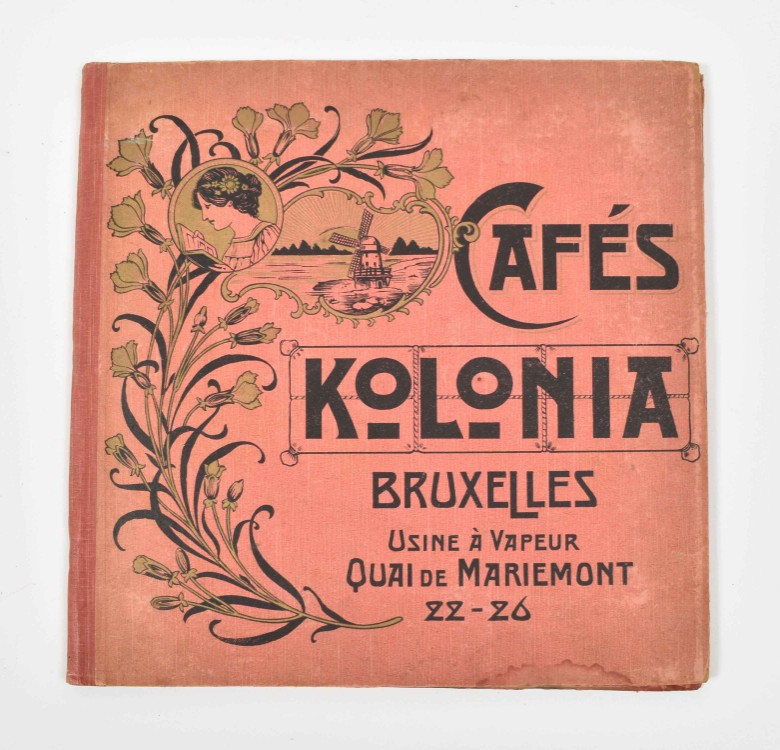 CAFÉS
KOLONIA
BRUXELLES
USINE À VAPEUR
QUAI DE MARIEMONT
22-26